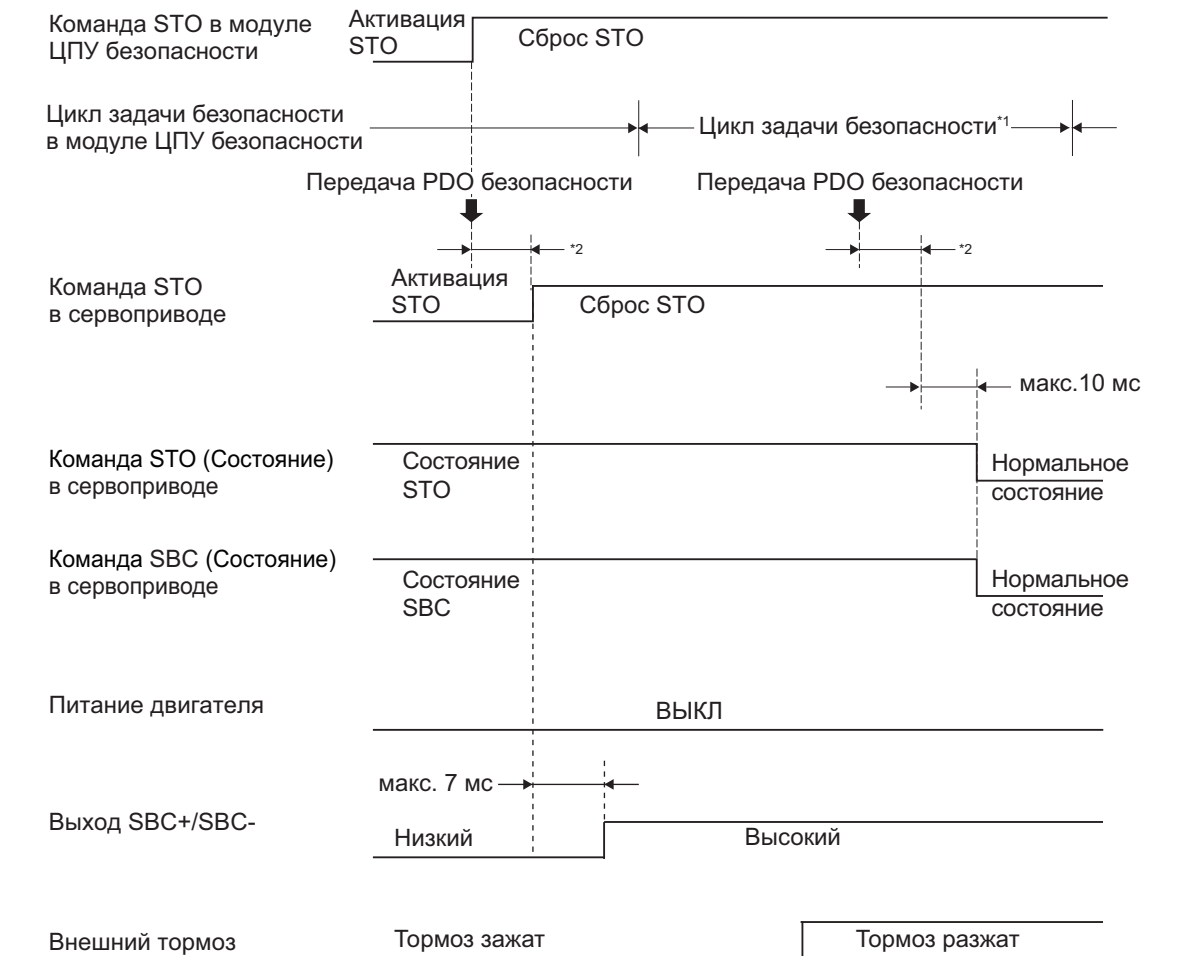 Команда STO в модуле
ЦПУ безопасности
Активация
STO
Сброс STO
Цикл задачи безопасности
в модуле ЦПУ безопасности
Цикл задачи безопасности*1
Передача PDO безопасности
Передача PDO безопасности
*2
*2
Команда STO
в сервоприводе
Активация
STO
Сброс STO
макс.10 мс
Команда STO (Состояние)
в сервоприводе
Состояние
STO
Нормальное
состояние
Команда SBC (Состояние)
в сервоприводе
Состояние
SBC
Нормальное
состояние
Питание двигателя
ВЫКЛ
макс. 7 мс
Выход SBC+/SBC-
Низкий
Высокий
Внешний тормоз
Тормоз зажат
Тормоз разжат